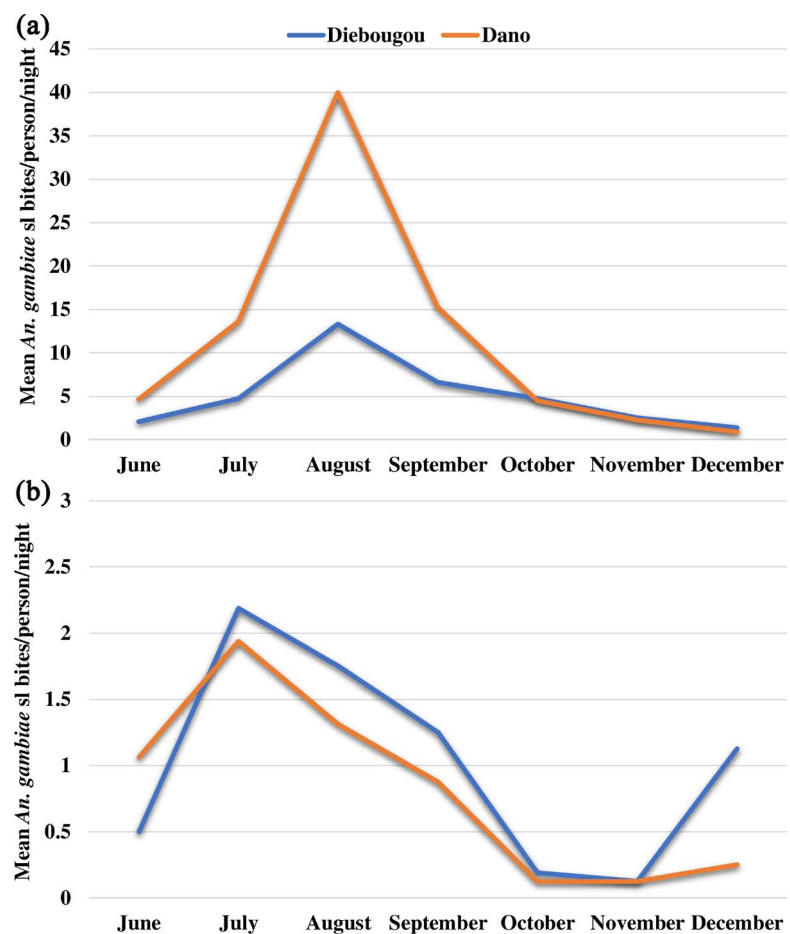 (a)
Diebougou Dano
Mean An. gambiae sl bites/person/night
45
40
35
30
25
20
15
10
5
0
June July August September October November December
(b)
Mean An. gambiae sl bites/person/night
3
2.5
2
1.5
1
0.5
0
June July August September October November December